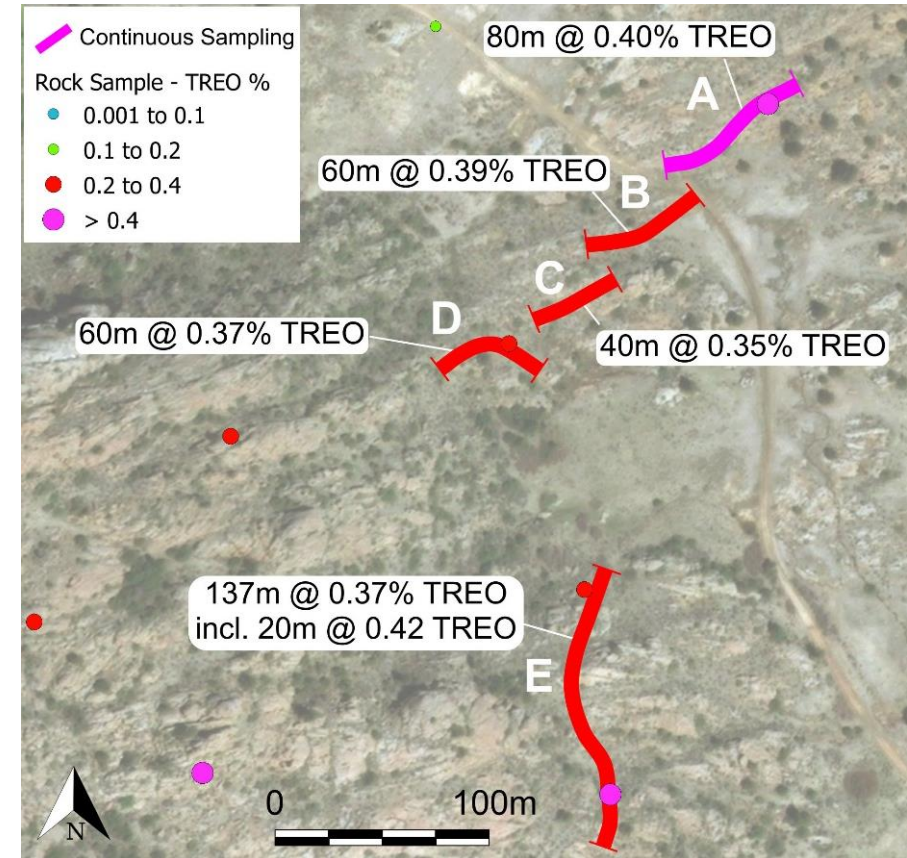 Continuous Sampling
Rock Sample - TREO %
0.001 to 0.1
0.1 to 0.2
0.2 to 0.4
> 0.4
80m @ 0.40% TREO
A
60m @ 0.39% TREO
B
C
D
60m @ 0.37% TREO
40m @ 0.35% TREO
137m @ 0.37% TREO
incl. 20m @ 0.42 TREO
E
N
0 100m